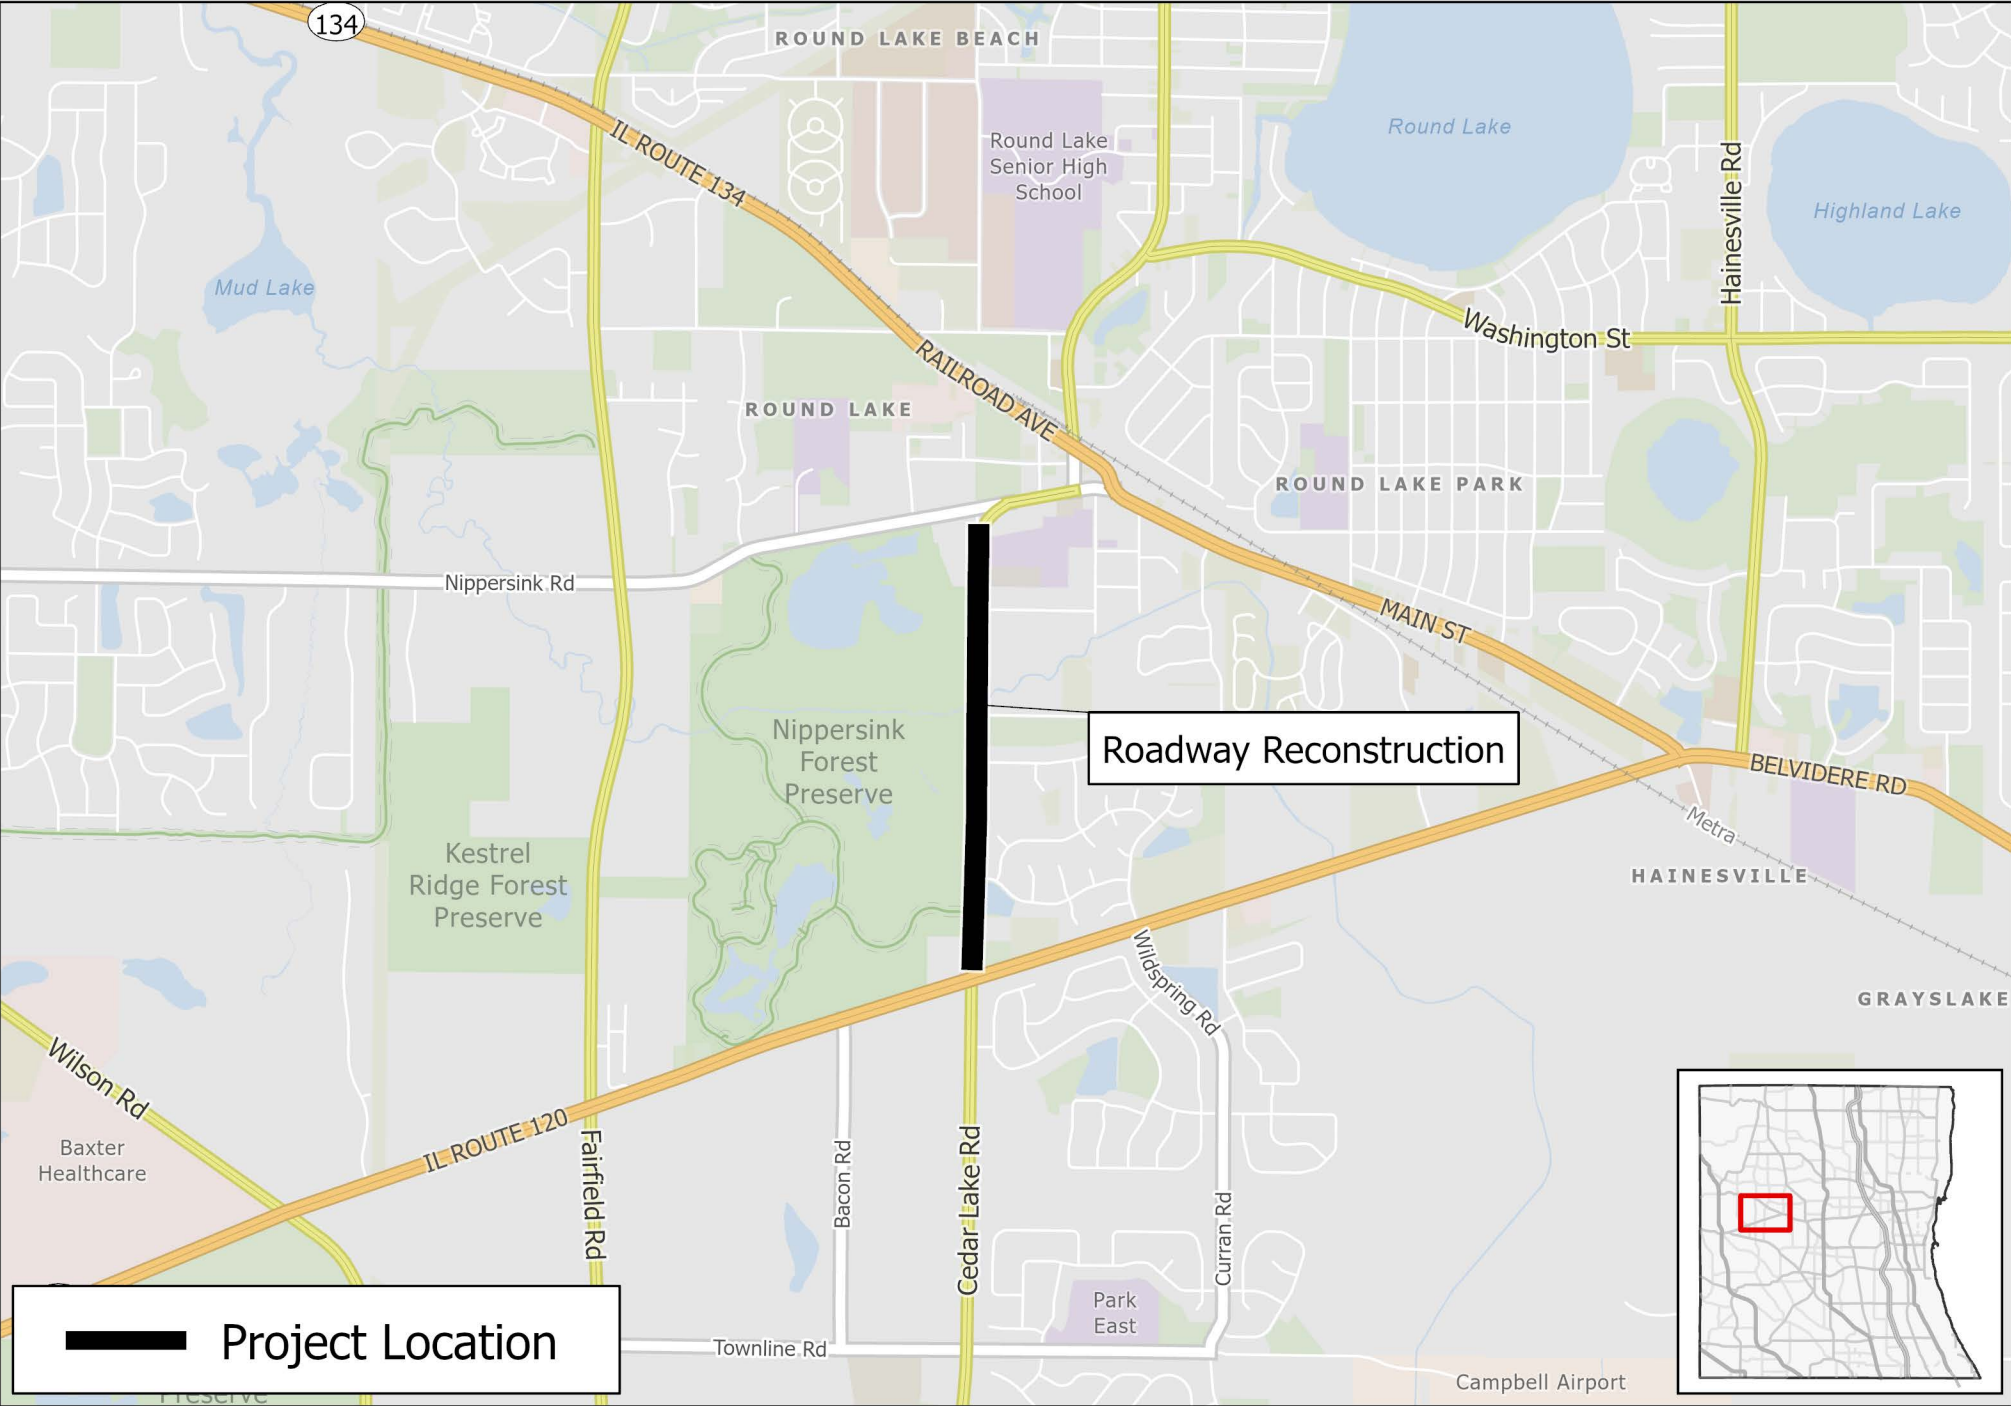 134
ROUND LAKE BEACH
IL ROUTE 134
Round Lake
Senior High
School
Round Lake
Hainesville Rd
Highland Lake
Mud Lake
Washington St
RAILROAD AVE
ROUND LAKE
ROUND LAKE PARK
Nippersink Rd
MAIN ST
Nippersink
Forest
Preserve
Roadway Reconstruction
BELVIDERE RD
Metra
Kestrel
Ridge Forest
Preserve
HAINESVILLE
Wildspring Rd
GRAYSLAKE
Wilson Rd
IL ROUTE 120
Baxter
Healthcare
Fairfield Rd
Bacon Rd
Cedar Lake Rd
Curran Rd
Park
East
Project Location
Townline Rd
Campbell Airport
Preserve